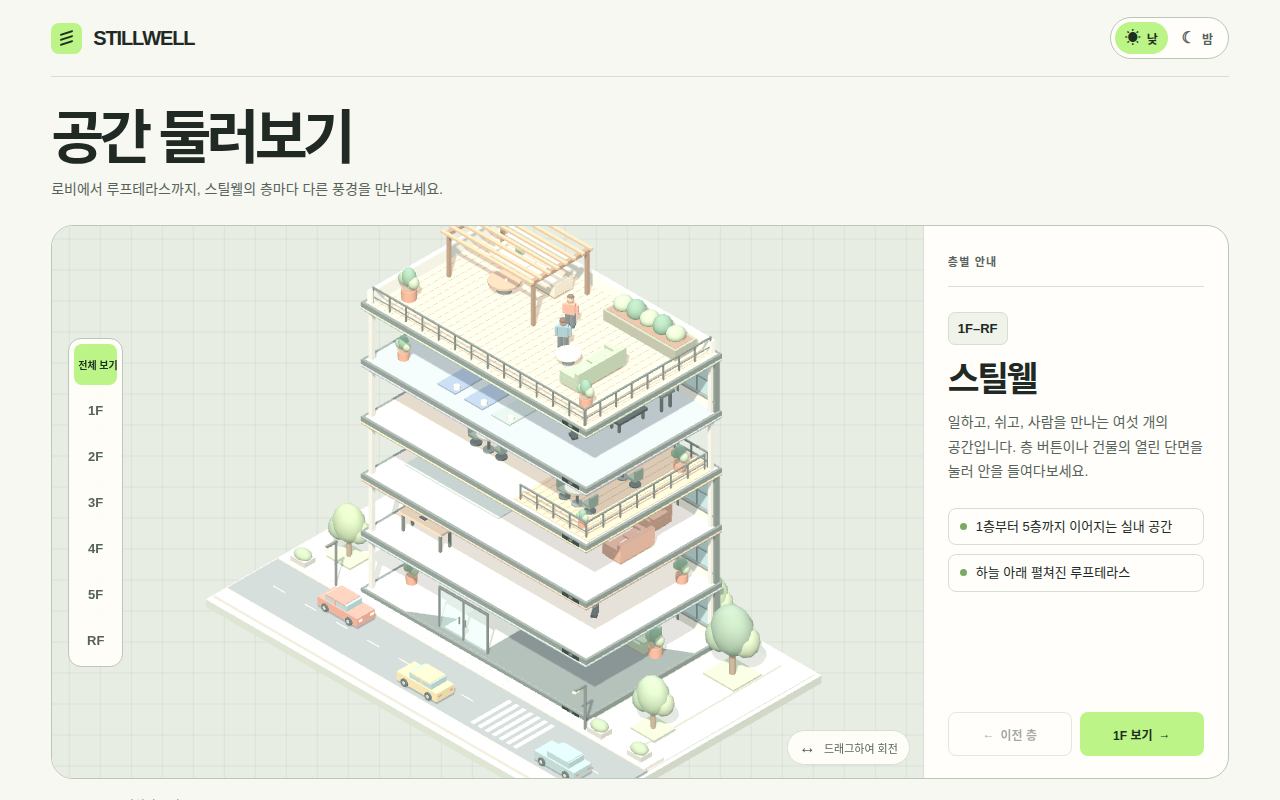 STILLWELL
낮
밤
공간 둘러보기
로비에서 루프테라스까지, 스틸웰의 층마다 다른 풍경을 만나보세요.
전체 보기
1F
2F
3F
4F
5F
RF
드래그하여 회전
층별 안내
1F–RF
스틸웰
일하고, 쉬고, 사람을 만나는 여섯 개의
공간입니다. 층 버튼이나 건물의 열린 단면을
눌러 안을 들여다보세요.
1층부터 5층까지 이어지는 실내 공간
하늘 아래 펼쳐진 루프테라스
← 이전 층
1F 보기 →